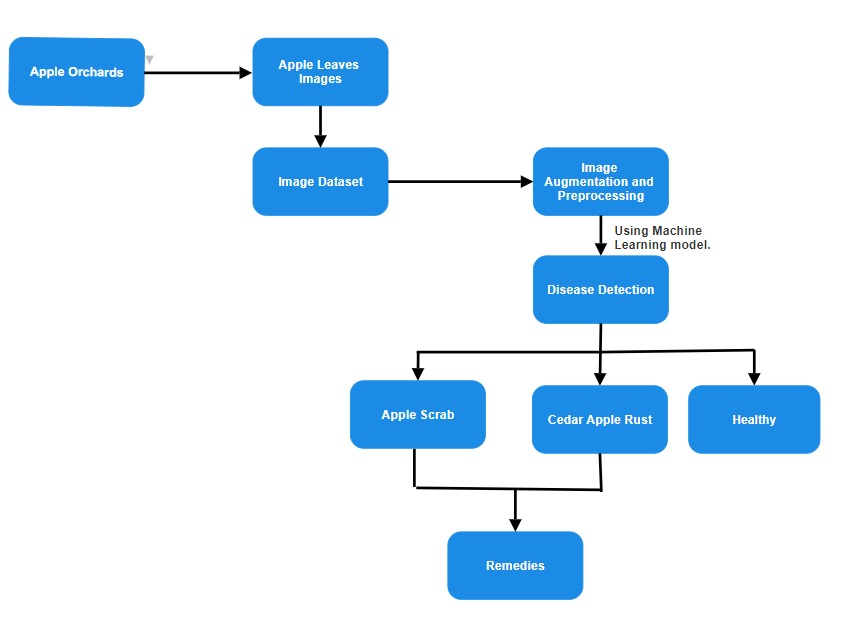 Apple Orchards
Apple Leaves
Images
Image Dataset
Image
Augmentation and
Preprocessing
Using Machine
Learning model.
Disease Detection
Apple Scrab
Cedar Apple Rust
Healthy
Remedies